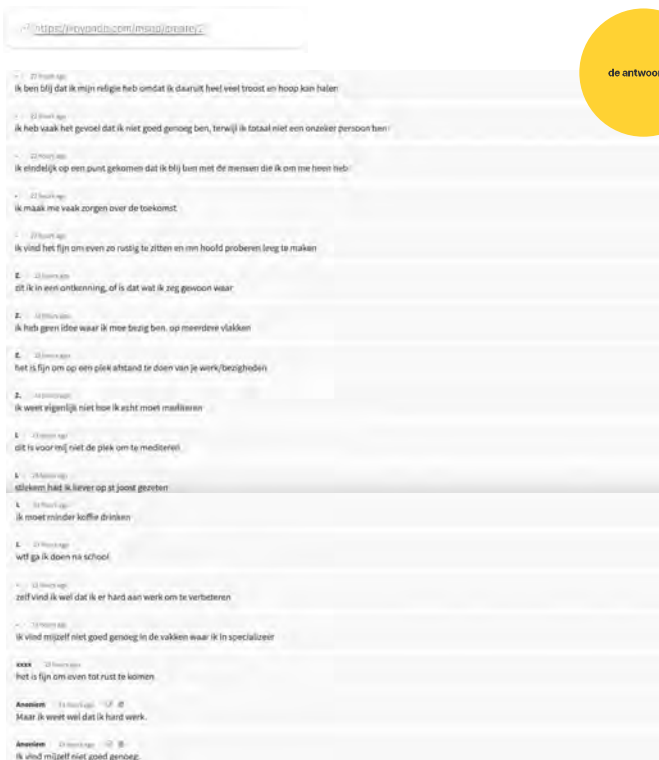 de antwoor
ik ben blij dat ik mijn religie heb omdat ik daaruit heel veel troost en hoop kan halen
ik heb vaak het gevoel dat ik niet goed genoeg ben, terwijl ik totaal niet een onzeker persoon ben
ik eindelijk op een punt gekomen dat ik blij ben met de mensen die ik om me heen heb
ik maak me vaak zorgen over de toekomst
ik vind het fijn om even zo rustig te zitten en mn hoofd proberen leeg te maken
Z.
zit ik in een ontkenning, of is dat wat ik zeg gewoon waar
Z.
ik heb geen idee waar ik moe bezig ben. op meerdere vlakken
Z.
het is fijn om op een plek afstand te doen van je werk/bezigheden
Z.
ik weet eigenlijk niet hoe ik echt moet mediteren
L
dit is voor mij niet de plek om te mediteren
L
stiekem had ik liever op st joost gezeten
L
ik moet minder koffie drinken
L
wtf ga ik doen na school
zelf vind ik wel dat ik er hard aan werk om te verbeteren
ik vind mijzelf niet goed genoeg in de vakken waar ik in specializeer
xxxx
het is fijn om even tot rust te komen
Anoniem
Maar ik weet wel dat ik hard werk.
Anoniem
Ik vind mijzelf niet goed genoeg.